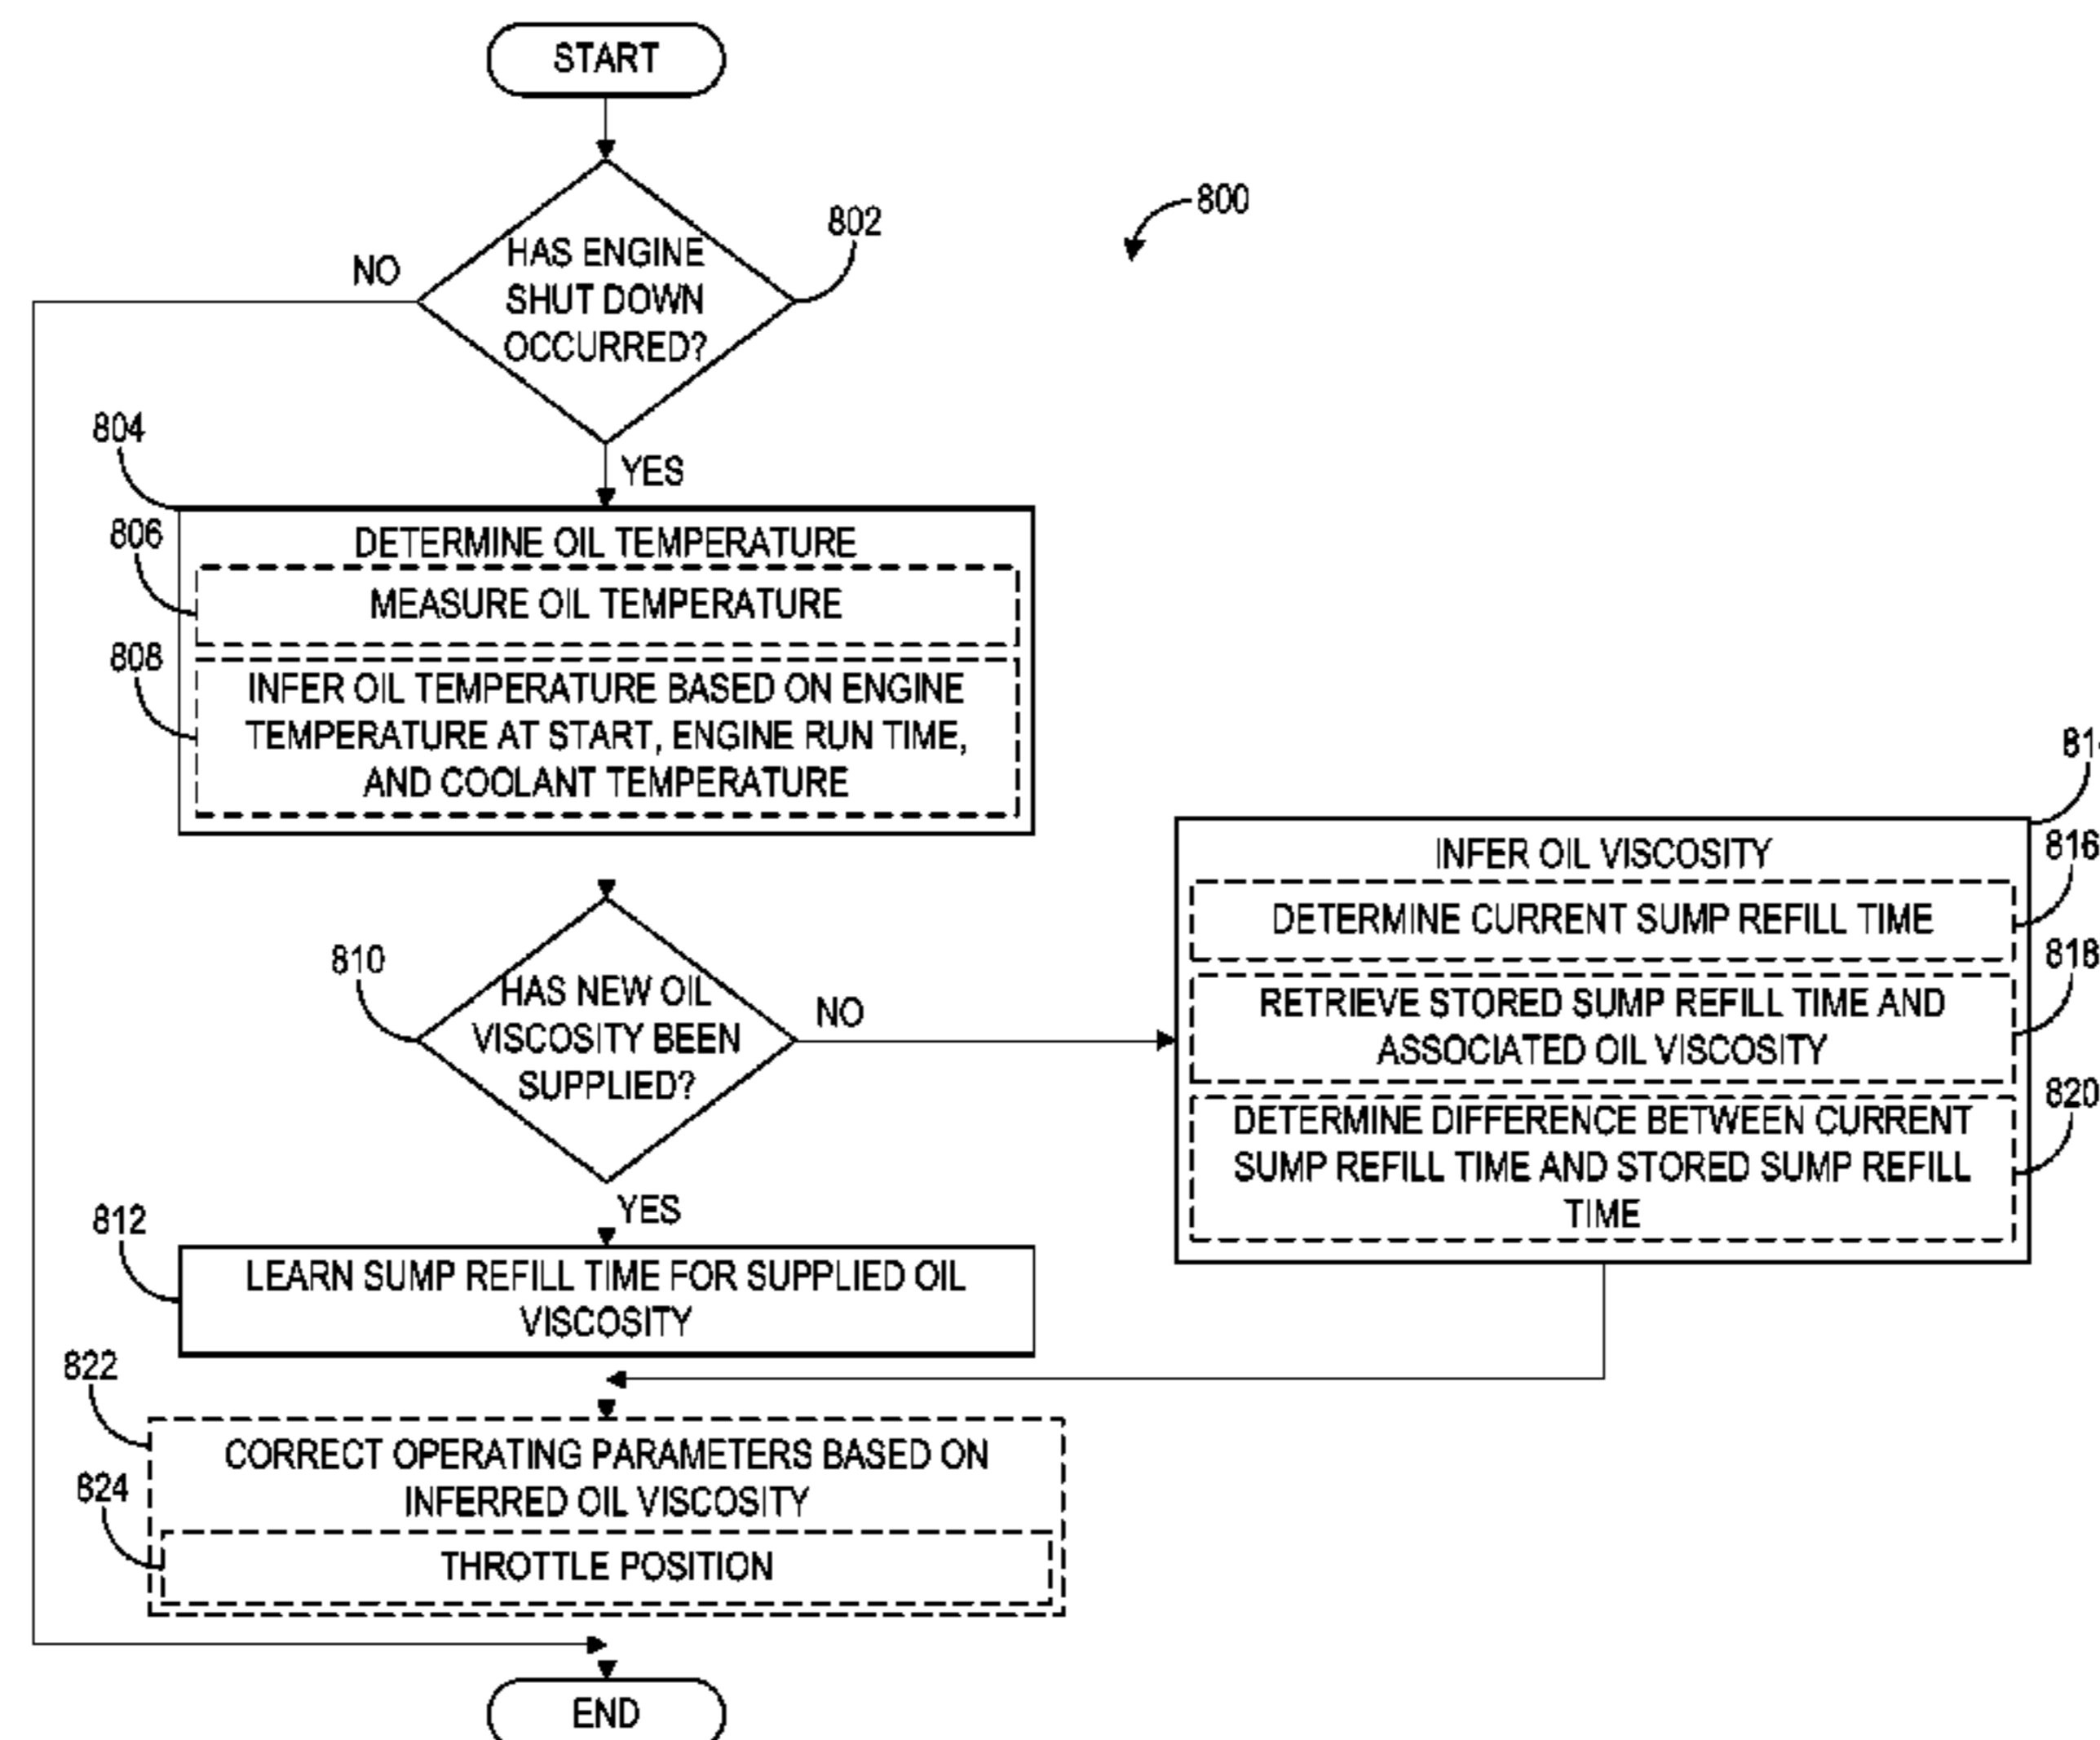 START
800
802
HAS ENGINE
SHUT DOWN
OCCURRED?
NO
YES
804
DETERMINE OIL TEMPERATURE
806
MEASURE OIL TEMPERATURE
808
INFER OIL TEMPERATURE BASED ON ENGINE
TEMPERATURE AT START, ENGINE RUN TIME,
AND COOLANT TEMPERATURE
810
HAS NEW OIL
VISCOSITY BEEN
SUPPLIED?
NO
YES
INFER OIL VISCOSITY
816
DETERMINE CURRENT SUMP REFILL TIME
818
RETRIEVE STORED SUMP REFILL TIME AND
ASSOCIATED OIL VISCOSITY
820
DETERMINE DIFFERENCE BETWEEN CURRENT
SUMP REFILL TIME AND STORED SUMP REFILL
TIME
812
LEARN SUMP REFILL TIME FOR SUPPLIED OIL
VISCOSITY
822
CORRECT OPERATING PARAMETERS BASED ON
INFERRED OIL VISCOSITY
824
THROTTLE POSITION
END